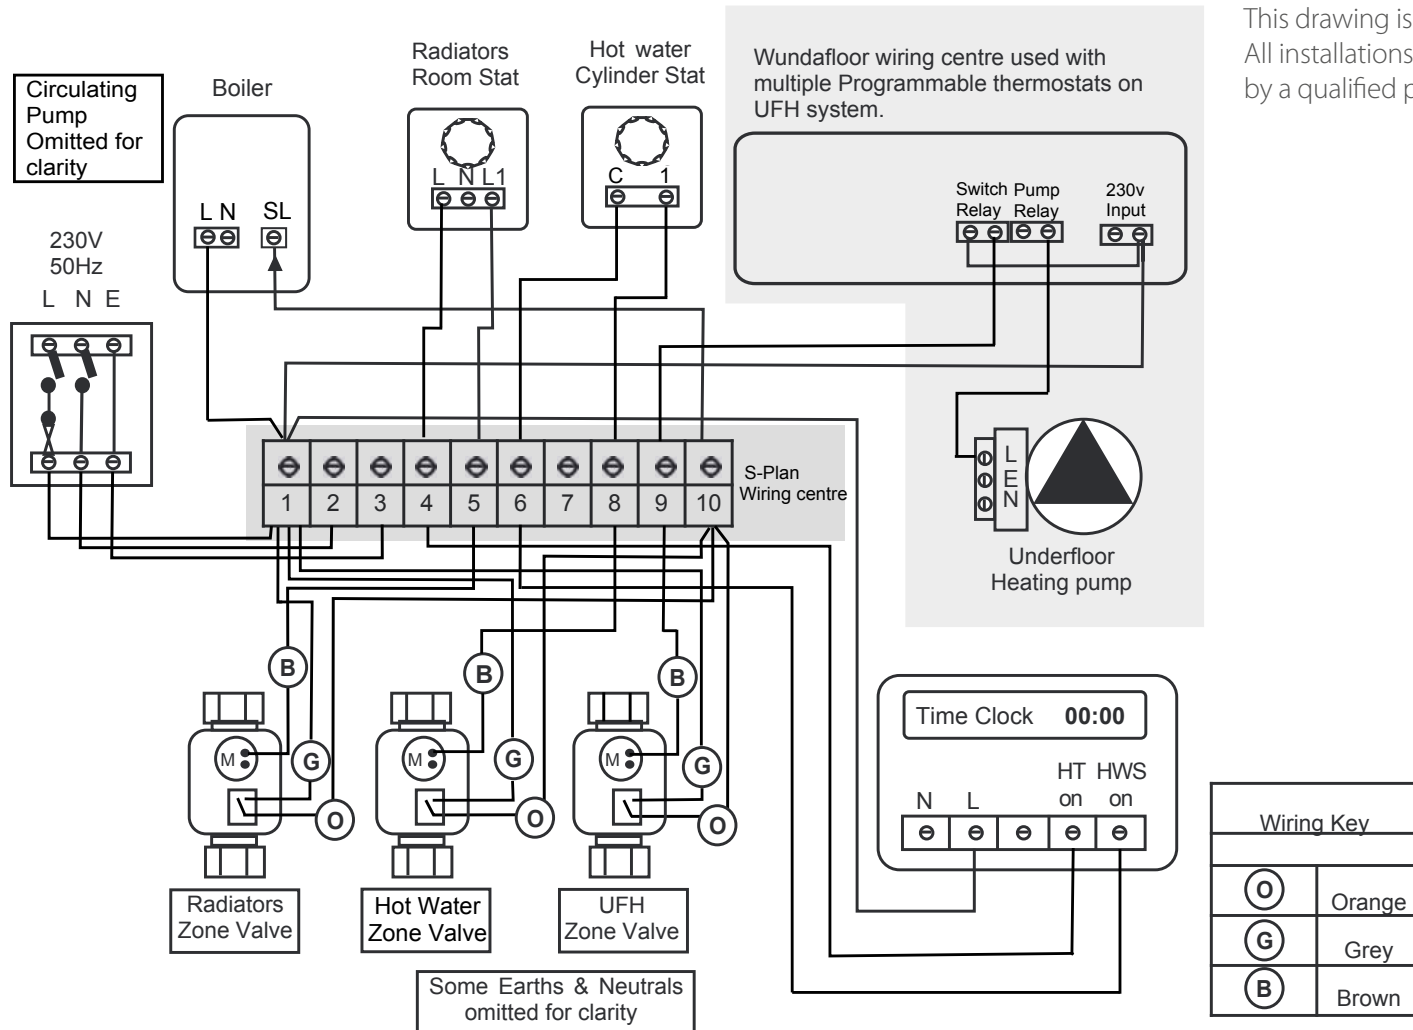 This drawing is
All installations
by a qualified p
Circulating
Pump
Omitted for
clarity
Boiler
L N SL
Radiators
Room Stat
L N L1
Hot water
Cylinder Stat
C 1
Wundafloor wiring centre used with
multiple Programmable thermostats on
UFH system.
Switch Pump
Relay Relay
230v
Input
230V
50Hz
L N E
1 2 3 4 5 6 7 8 9 10
S-Plan
Wiring centre
L
E
N
Underfloor
Heating pump
B
B
B
M
M
M
G
G
G
O
O
O
Radiators
Zone Valve
Hot Water
Zone Valve
UFH
Zone Valve
Some Earths & Neutrals
omitted for clarity
Time Clock 00:00
HT HWS
N L on on
Wiring Key
O Orange
G Grey
B Brown